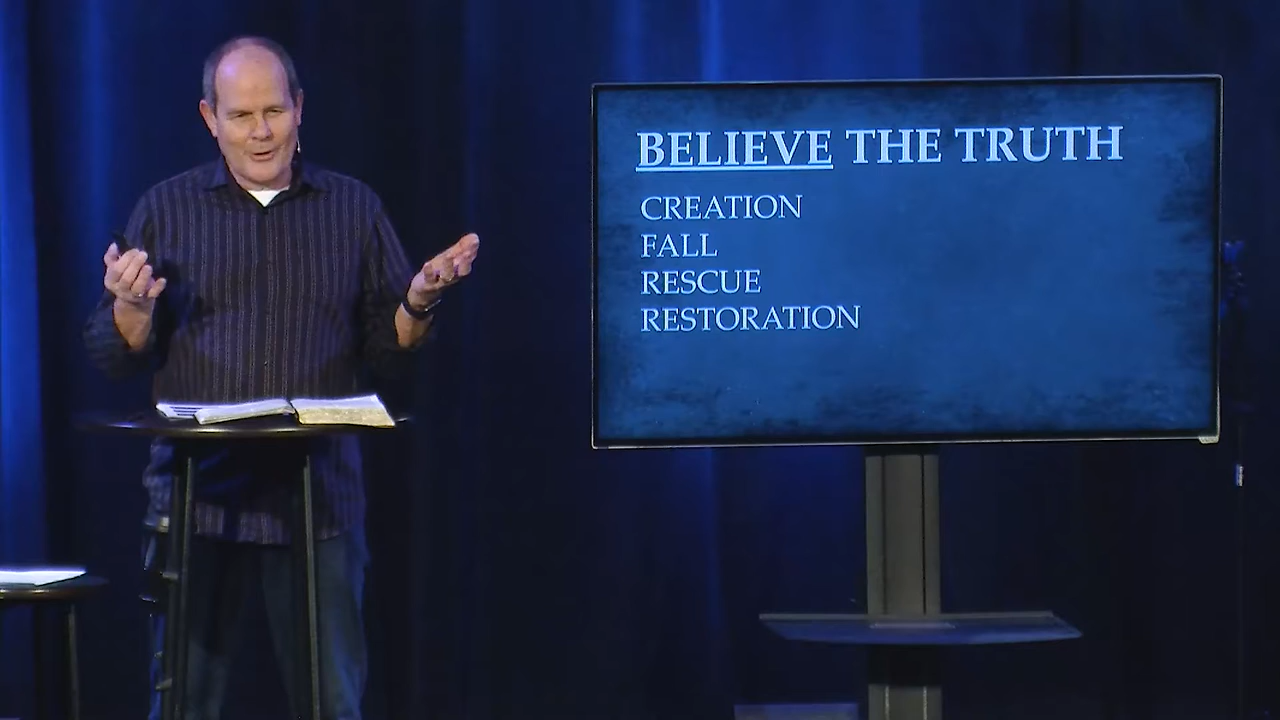 BELIEVE THE TRUTH
CREATION
FALL
RESCUE
RESTORATION